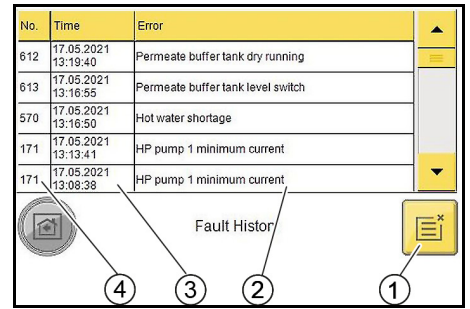 No. Time Error
612 17.05.2021 13:19:40 Permeate buffer tank dry running
613 17.05.2021 13:16:55 Permeate buffer tank level switch
570 17.05.2021 13:16:50 Hot water shortage
171 17.05.2021 13:13:41 HP pump 1 minimum current
171 17.05.2021 13:08:38 HP pump 1 minimum current
Fault Histor
4 3 2 1